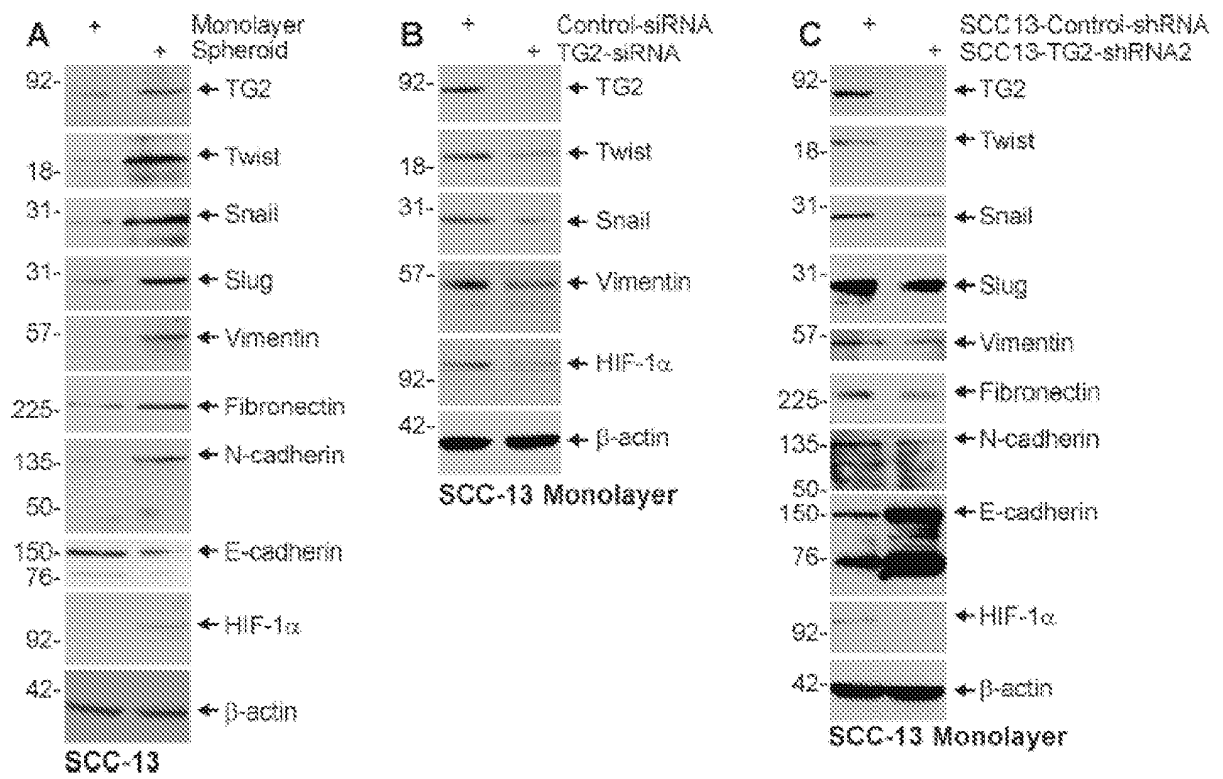 A
+ Monolayer
+ Spheroid
92-
TG2
Twist
18-
31-
Snail
31-
Slug
57-
Vimentin
Fibronectin
225-
N-cadherin
135-
50-
150-
E-cadherin
76-
HIF-1α
92-
42-
β-actin
SCC-13
B
+ Control-siRNA
+ TG2-siRNA
92-
TG2
Twist
18-
31-
Snail
57-
Vimentin
HIF-1α
92-
42-
β-actin
SCC-13 Monolayer
C
+ SCC13-Control-shRNA
+ SCC13-TG2-shRNA2
92-
TG2
Twist
18-
31-
Snail
31-
Slug
57-
Vimentin
Fibronectin
225-
135-
N-cadherin
50-
150-
E-cadherin
76-
HIF-1α
92-
42-
β-actin
SCC-13 Monolayer